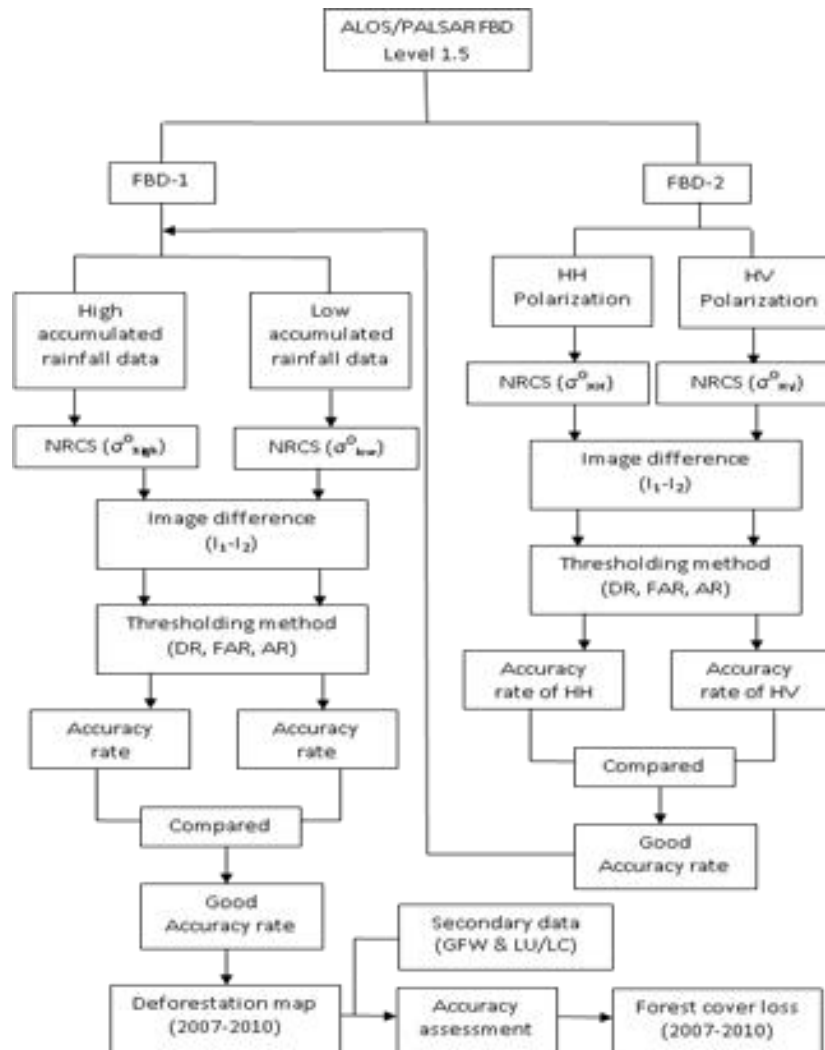 ALOS/PALSAR FBD
Level 1.5
FBD-1
FBD-2
High
accumulated
rainfall data
Low
accumulated
rainfall data
HH
Polarization
HV
Polarization
NRCS (σ⁰high)
NRCS (σ⁰low)
NRCS (σ⁰HH)
NRCS (σ⁰HV)
Image difference
(I₁-I₂)
Image difference
(I₁-I₂)
Thresholding method
(DR, FAR, AR)
Thresholding method
(DR, FAR, AR)
Accuracy
rate
Accuracy
rate
Accuracy
rate of HH
Accuracy
rate of HV
Compared
Compared
Good
Accuracy rate
Good
Accuracy rate
Secondary data
(GFW & LU/LC)
Deforestation map
(2007-2010)
Accuracy
assessment
Forest cover loss
(2007-2010)